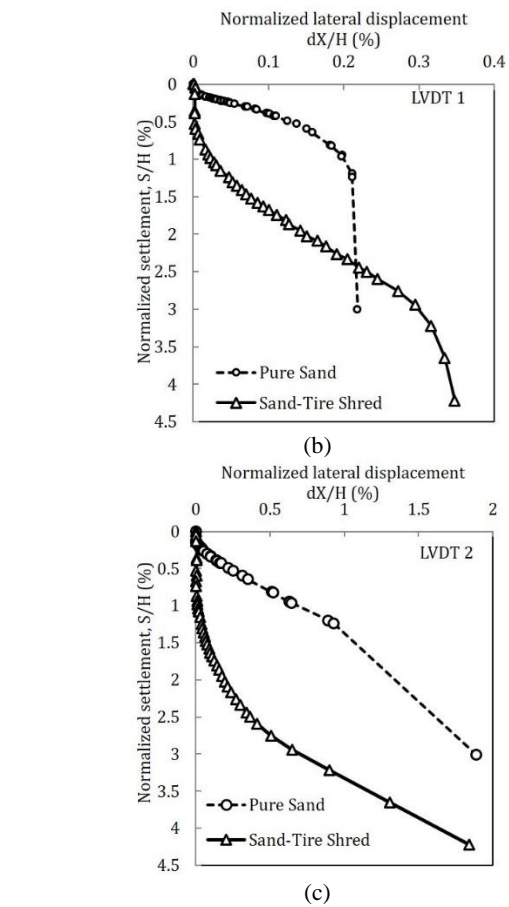 Normalized lateral displacement
dX/H (%)
0 0.1 0.2 0.3 0.4
LVDT 1
Normalized settlement, S/H (%)
0
0.5
1
1.5
2
2.5
3
3.5
4
4.5
Pure Sand
Sand-Tire Shred
(b)
Normalized lateral displacement
dX/H (%)
0 0.5 1 1.5 2
LVDT 2
Normalized settlement, S/H (%)
0
0.5
1
1.5
2
2.5
3
3.5
4
4.5
Pure Sand
Sand-Tire Shred
(c)